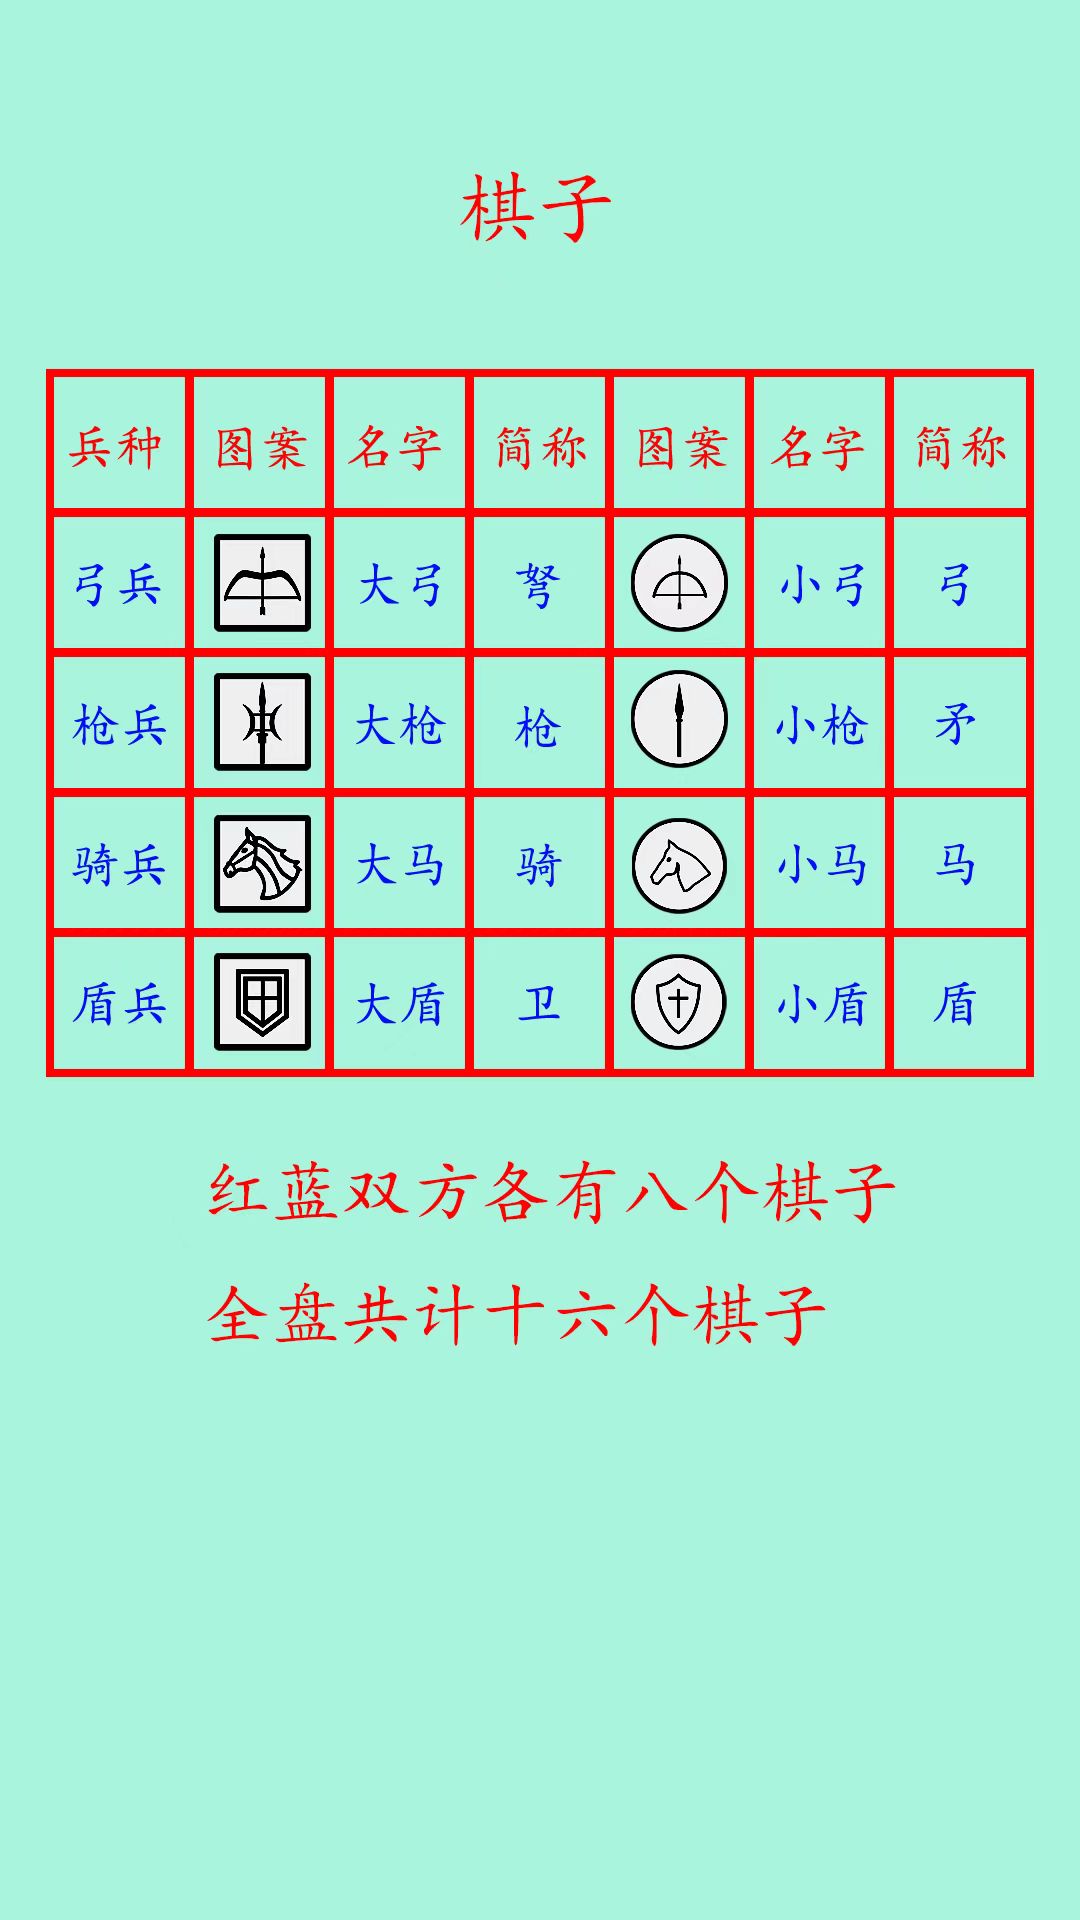 棋子
兵种 图案 名字 简称 图案 名字 简称
弓兵 大弓 弩 小弓 弓
枪兵 大枪 枪 小枪 矛
骑兵 大马 骑 小马 马
盾兵 大盾 卫 小盾 盾
红蓝双方各有八个棋子
全盘共计十六个棋子